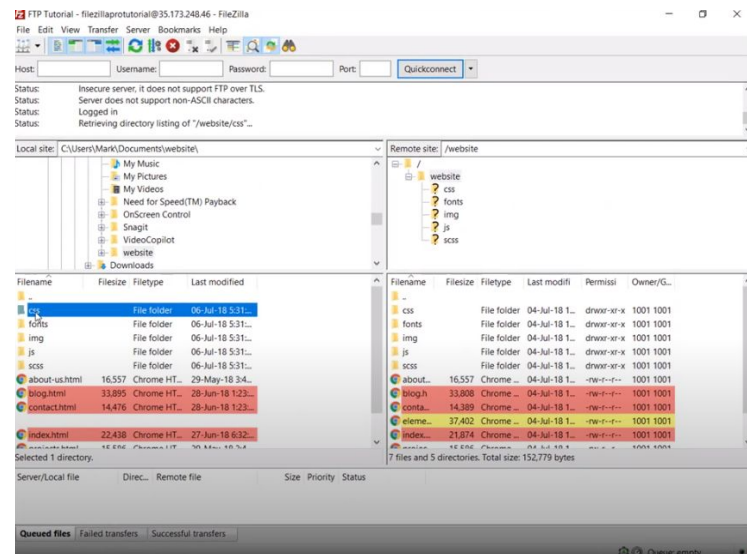 FTP Tutorial - filezillaprotutorial@35.173.248.46 - FileZilla
File Edit View Transfer Server Bookmarks Help
Host: Username: Password: Port: Quickconnect
Status: Insecure server, it does not support FTP over TLS.
Status: Server does not support non-ASCII characters.
Status: Logged in
Status: Retrieving directory listing of "/website/css"...
Local site: C:\Users\Mark\Documents\website\
My Music
My Pictures
My Videos
Need for Speed(TM) Payback
OnScreen Control
Snagit
VideoCopilot
website
Downloads
Remote site: /website
/
website
css
fonts
img
js
scss
Filename Filesize Filetype Last modified
..
css File folder 06-Jul-18 5:31:...
fonts File folder 06-Jul-18 5:31:...
img File folder 06-Jul-18 5:31:...
js File folder 06-Jul-18 5:31:...
scss File folder 06-Jul-18 5:31:...
about-us.html 16,557 Chrome HT... 29-May-18 3:4...
blog.html 33,895 Chrome HT... 28-Jun-18 1:23:...
contact.html 14,476 Chrome HT... 28-Jun-18 1:23:...
index.html 22,438 Chrome HT... 27-Jun-18 6:32:...
Selected 1 directory.
Filename Filesize Filetype Last modifi Permissi Owner/G...
..
css File folder 04-Jul-18 1... drwxr-xr-x 1001 1001
fonts File folder 04-Jul-18 1... drwxr-xr-x 1001 1001
img File folder 04-Jul-18 1... drwxr-xr-x 1001 1001
js File folder 04-Jul-18 1... drwxr-xr-x 1001 1001
scss File folder 04-Jul-18 1... drwxr-xr-x 1001 1001
about... 16,557 Chrome ... 04-Jul-18 1... -rw-r--r-- 1001 1001
blog.h 33,808 Chrome ... 04-Jul-18 1... -rw-r--r-- 1001 1001
conta... 14,389 Chrome ... 04-Jul-18 1... -rw-r--r-- 1001 1001
eleme... 37,402 Chrome ... 04-Jul-18 1... -rw-r--r-- 1001 1001
index... 21,874 Chrome ... 04-Jul-18 1... -rw-r--r-- 1001 1001
7 files and 5 directories. Total size: 152,779 bytes
Server/Local file Direc... Remote file Size Priority Status
Queued files Failed transfers Successful transfers
Queue: empty